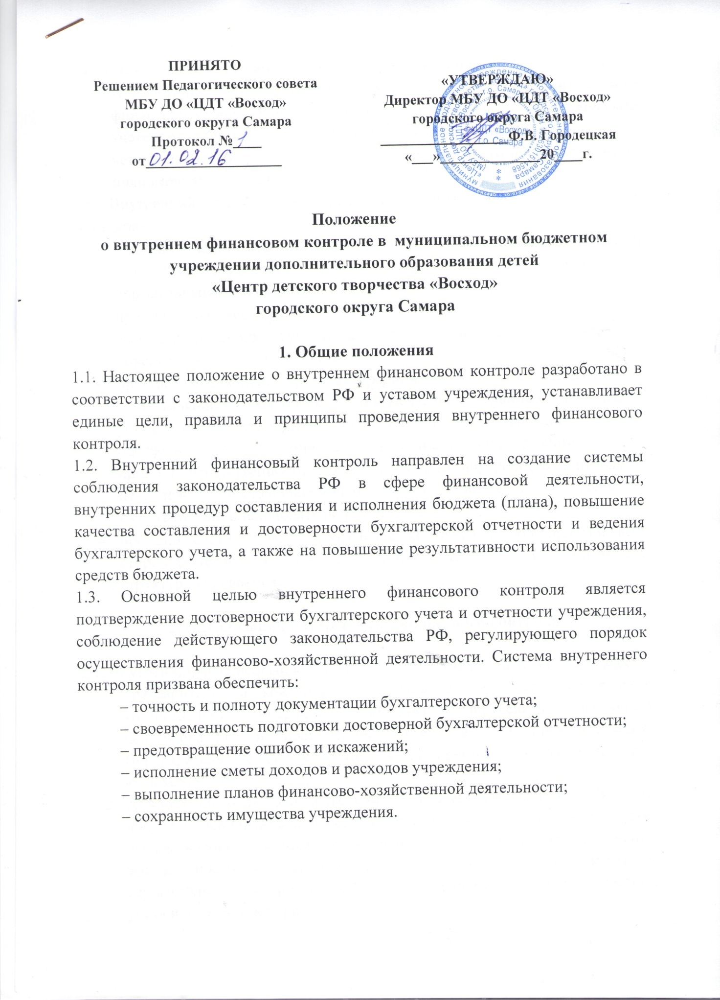 ПРИНЯТО
Решением Педагогического совета
МБУ ДО «ЦДТ «Восход»
городского округа Самара
Протокол № 1
от 01.02.16
«УТВЕРЖДАЮ»
Директор МБУ ДО «ЦДТ «Восход»
городского округа Самара
__________________Ф.В. Городецкая
«___»______________20____г.
«ЦДТ «Восход»
г.о. Самара
Положение
о внутреннем финансовом контроле в муниципальном бюджетном
учреждении дополнительного образования детей
«Центр детского творчества «Восход»
городского округа Самара
1. Общие положения
1.1. Настоящее положение о внутреннем финансовом контроле разработано в
соответствии с законодательством РФ и уставом учреждения, устанавливает
единые цели, правила и принципы проведения внутреннего финансового
контроля.
1.2. Внутренний финансовый контроль направлен на создание системы
соблюдения законодательства РФ в сфере финансовой деятельности,
внутренних процедур составления и исполнения бюджета (плана), повышение
качества составления и достоверности бухгалтерской отчетности и ведения
бухгалтерского учета, а также на повышение результативности использования
средств бюджета.
1.3. Основной целью внутреннего финансового контроля является
подтверждение достоверности бухгалтерского учета и отчетности учреждения,
соблюдение действующего законодательства РФ, регулирующего порядок
осуществления финансово-хозяйственной деятельности. Система внутреннего
контроля призвана обеспечить:
– точность и полноту документации бухгалтерского учета;
– своевременность подготовки достоверной бухгалтерской отчетности;
– предотвращение ошибок и искажений;
– исполнение сметы доходов и расходов учреждения;
– выполнение планов финансово-хозяйственной деятельности;
– сохранность имущества учреждения.